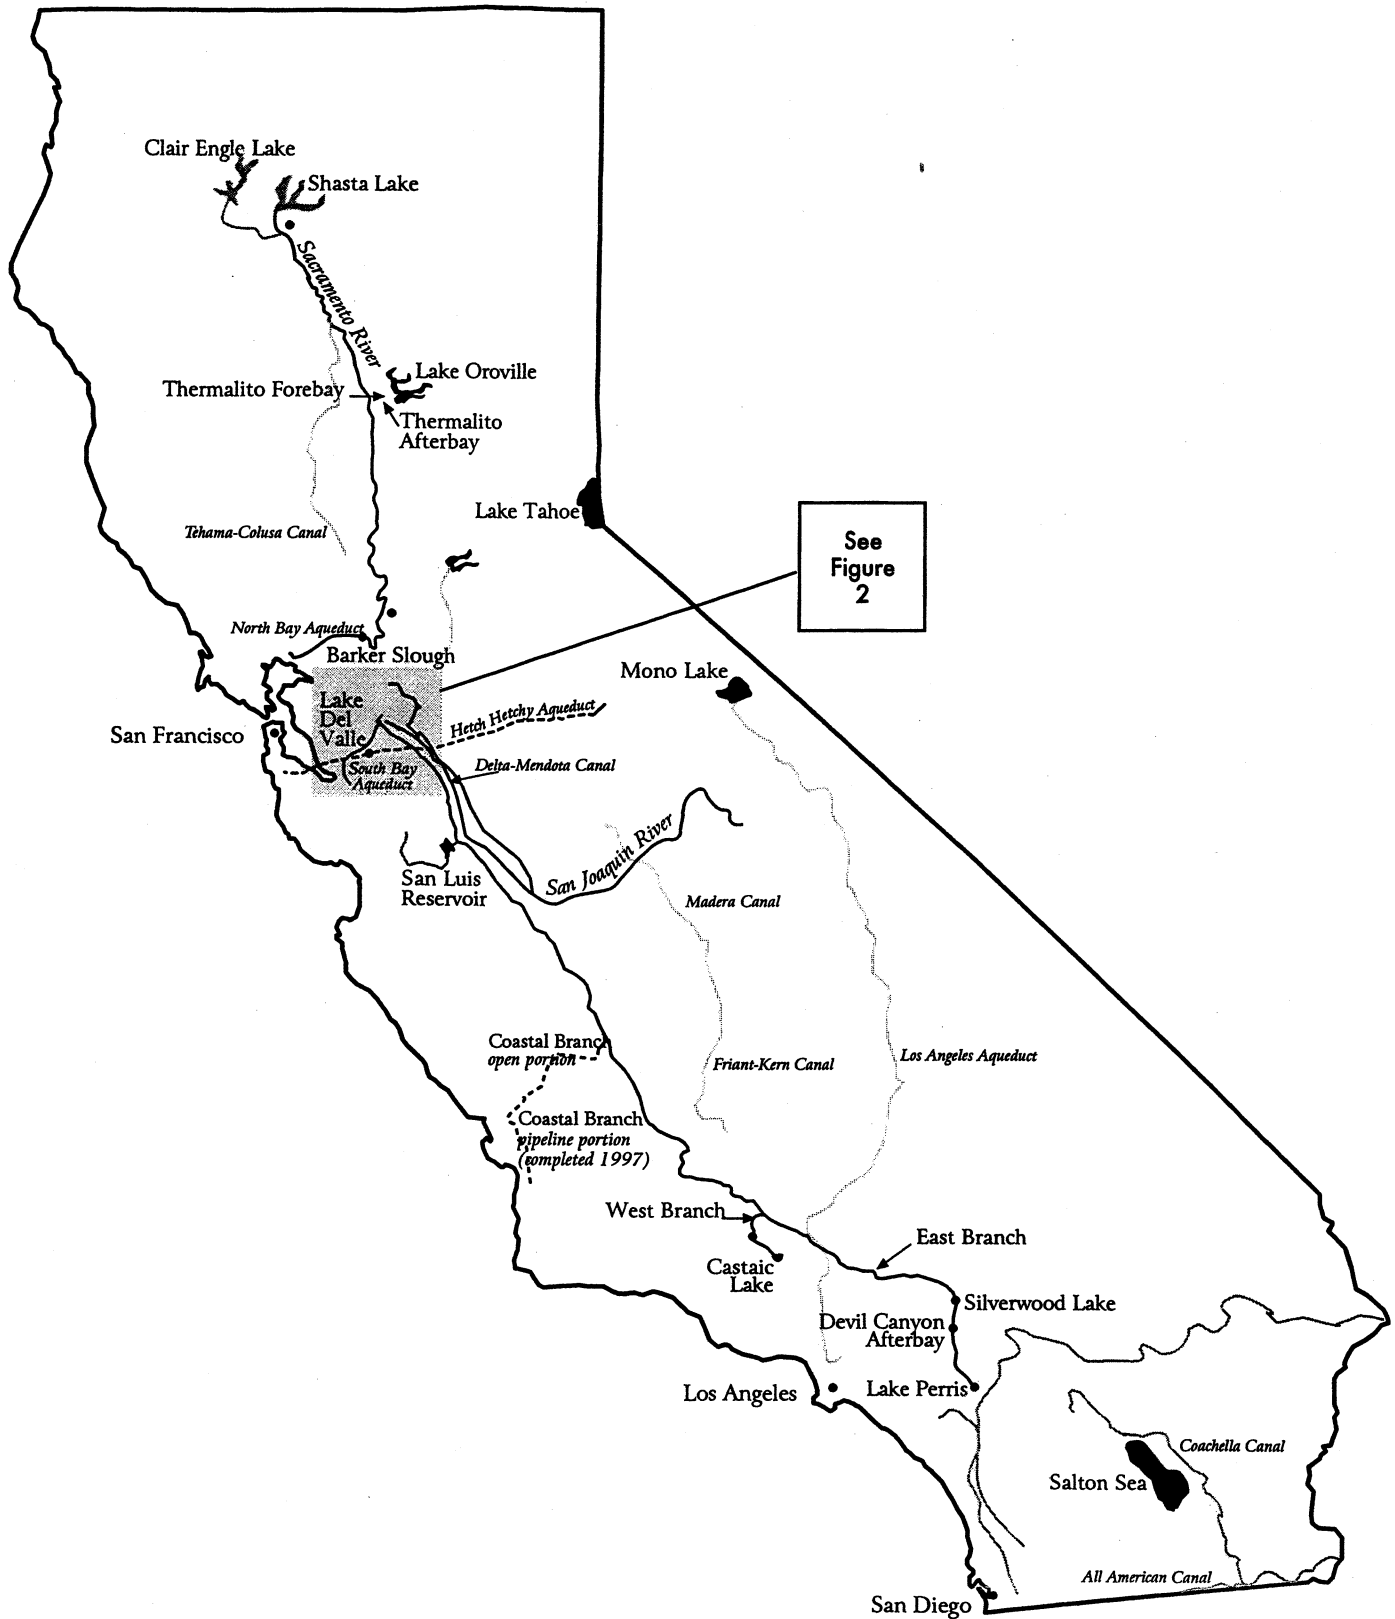 Clair Engle Lake
Shasta Lake
Sacramento River
Lake Oroville
Thermalito Forebay
Thermalito
Afterbay
Lake Tahoe
Tehama-Colusa Canal
See
Figure
2
North Bay Aqueduct
Barker Slough
Mono Lake
Lake
Del
Valle
Hetch Hetchy Aqueduct
San Francisco
South Bay
Aqueduct
Delta-Mendota Canal
San Joaquin River
San Luis
Reservoir
Madera Canal
Coastal Branch
open portion
Los Angeles Aqueduct
Friant-Kern Canal
Coastal Branch
pipeline portion
(completed 1997)
West Branch
East Branch
Castaic
Lake
Silverwood Lake
Devil Canyon
Afterbay
Lake Perris
Los Angeles
Coachella Canal
Salton Sea
All American Canal
San Diego